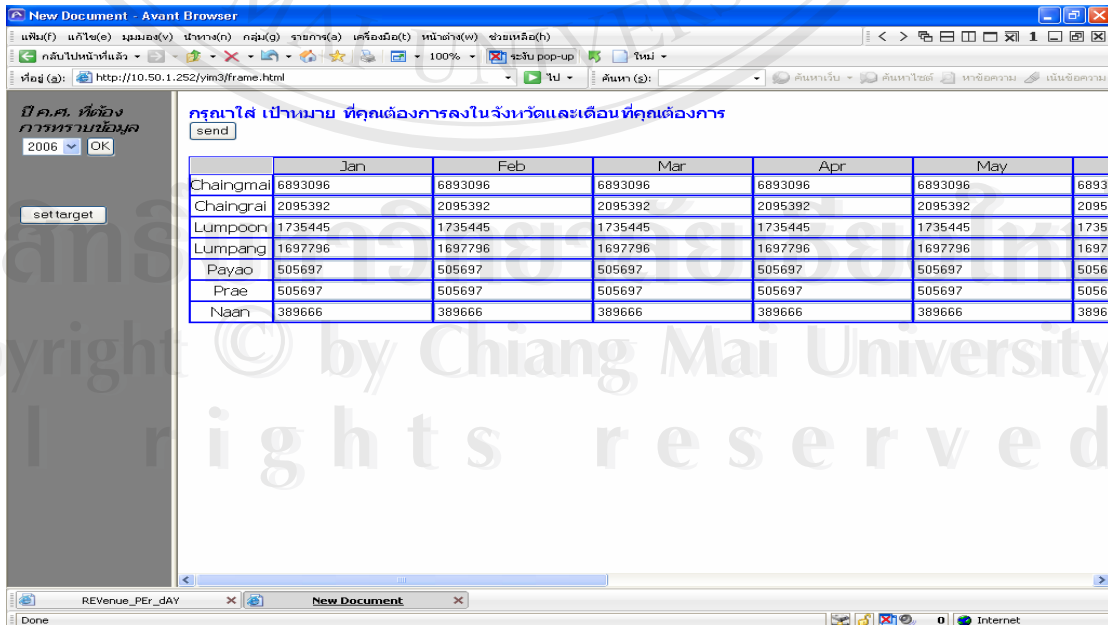 New Document - Avant Browser
แฟ้ม(f) แก้ไข(e) มุมมอง(v) นำทาง(n) กลุ่ม(g) รายการ(a) เครื่องมือ(t) หน้าต่าง(w) ช่วยเหลือ(h)
กลับไปหน้าที่แล้ว 100% ระงับ pop-up ใหม่
ที่อยู่ (a): http://10.50.1.252/yim3/frame.html ไป ค้นหา (s): ค้นหาเว็บ ค้นหาไซต์ หาข้อความ เน้นข้อความ
ปี ค.ศ. ที่ต้อง
การทราบข้อมูล
2006 OK
set target
กรุณาใส่ เป้าหมาย ที่คุณต้องการลงในจังหวัดและเดือนที่คุณต้องการ
send
Jan Feb Mar Apr May
Chaingmai 6893096 6893096 6893096 6893096 6893096 6893
Chaingrai 2095392 2095392 2095392 2095392 2095392 2095
Lumpoon 1735445 1735445 1735445 1735445 1735445 1735
Lumpang 1697796 1697796 1697796 1697796 1697796 1697
Payao 505697 505697 505697 505697 505697 5056
Prae 505697 505697 505697 505697 505697 5056
Naan 389666 389666 389666 389666 389666 3896
yright © by Chiang Mai University
l rights reserved
REVenue_PEr_dAY New Document
Done 0 Internet